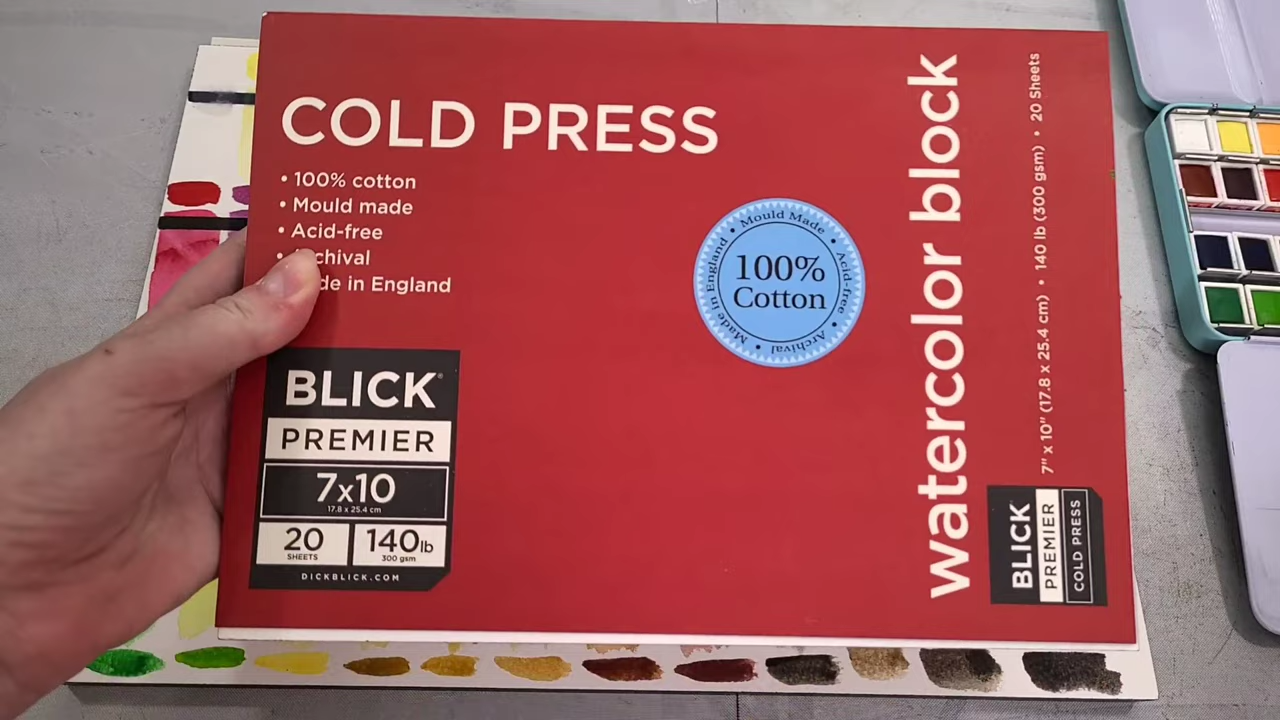 COLD PRESS
• 100% cotton
• Mould made
• Acid-free
chival
de in England
BLICK®
PREMIER
7x10
17.8 x 25.4 cm
20
SHEETS
140lb
300 gsm
DICKBLICK.COM
• Mould Made • Acid-free • Archival • Made in England
100%
Cotton
watercolor block
7" x 10" (17.8 x 25.4 cm) • 140 lb (300 gsm) • 20 Sheets
BLICK
PREMIER
COLD PRESS